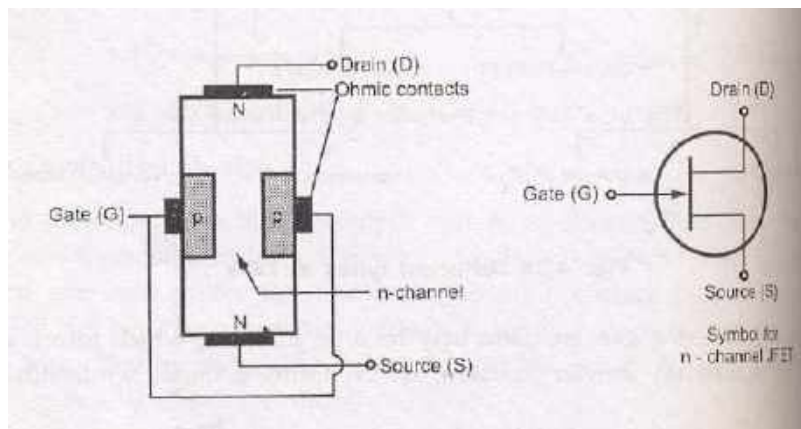 Drain (D)
Ohmic contacts
N
Gate (G)
p
p
n-channel
N
Source (S)
Drain (D)
Gate (G)
Source (S)
Symbol for
n - channel JFET